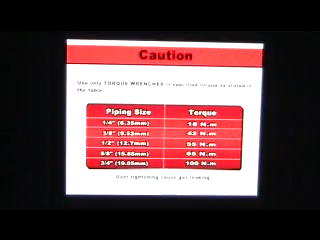 Caution
Use only TORQUE WRENCHES in specified torque as stated in
the table.
Piping Size Torque
1/4" (6.35mm) 18 N.m
3/8" (9.52mm) 42 N.m
1/2" (12.7mm) 55 N.m
5/8" (15.88mm)
3/4" (19.05mm) 100 N.m
Over tightening cause gas leaking